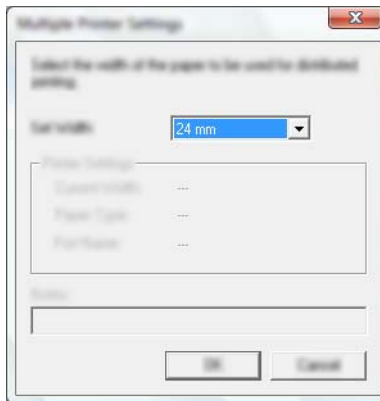 Multiple Printer Settings
Select the width of the paper to be used for distributed
printing.
Set Width:
24 mm
Printer Settings
Current Width:
---
Paper Type:
---
Port Name:
---
Notes:
OK
Cancel